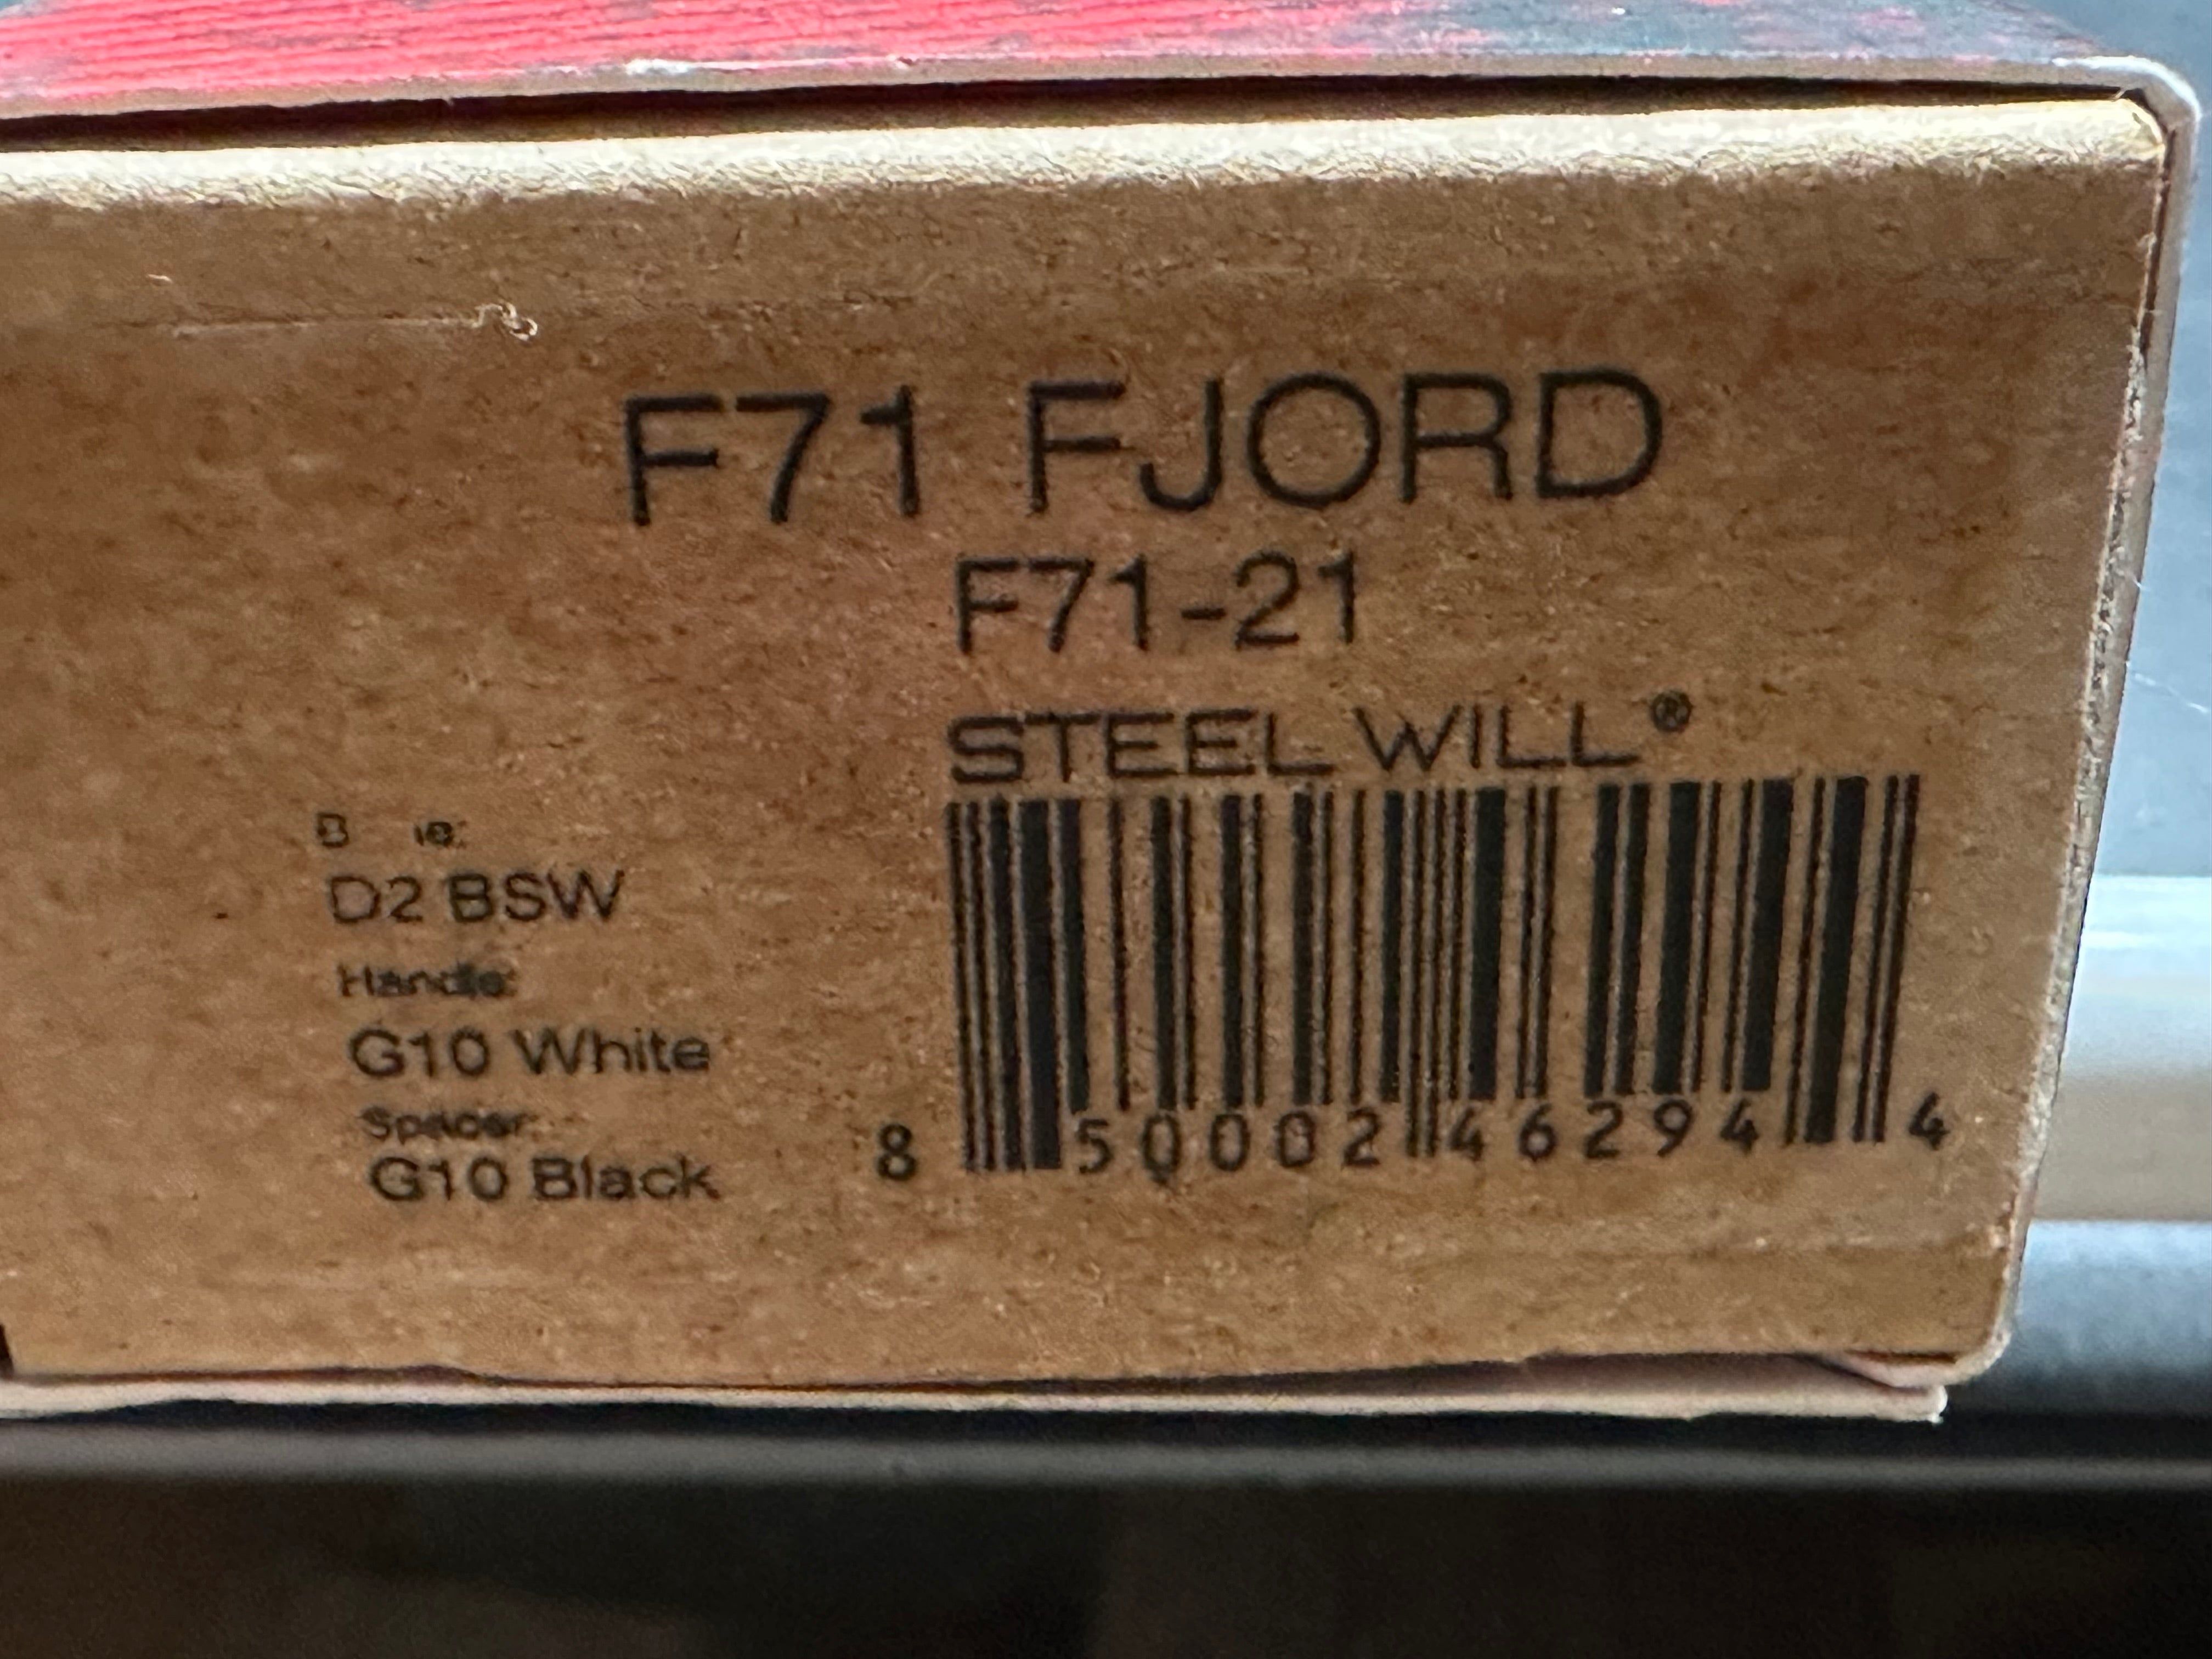 F71 FJORD
F71-21
STEEL WILL®
D2 BSW
Handle:
G10 White
Spacer:
G10 Black
8 50002 46294 4